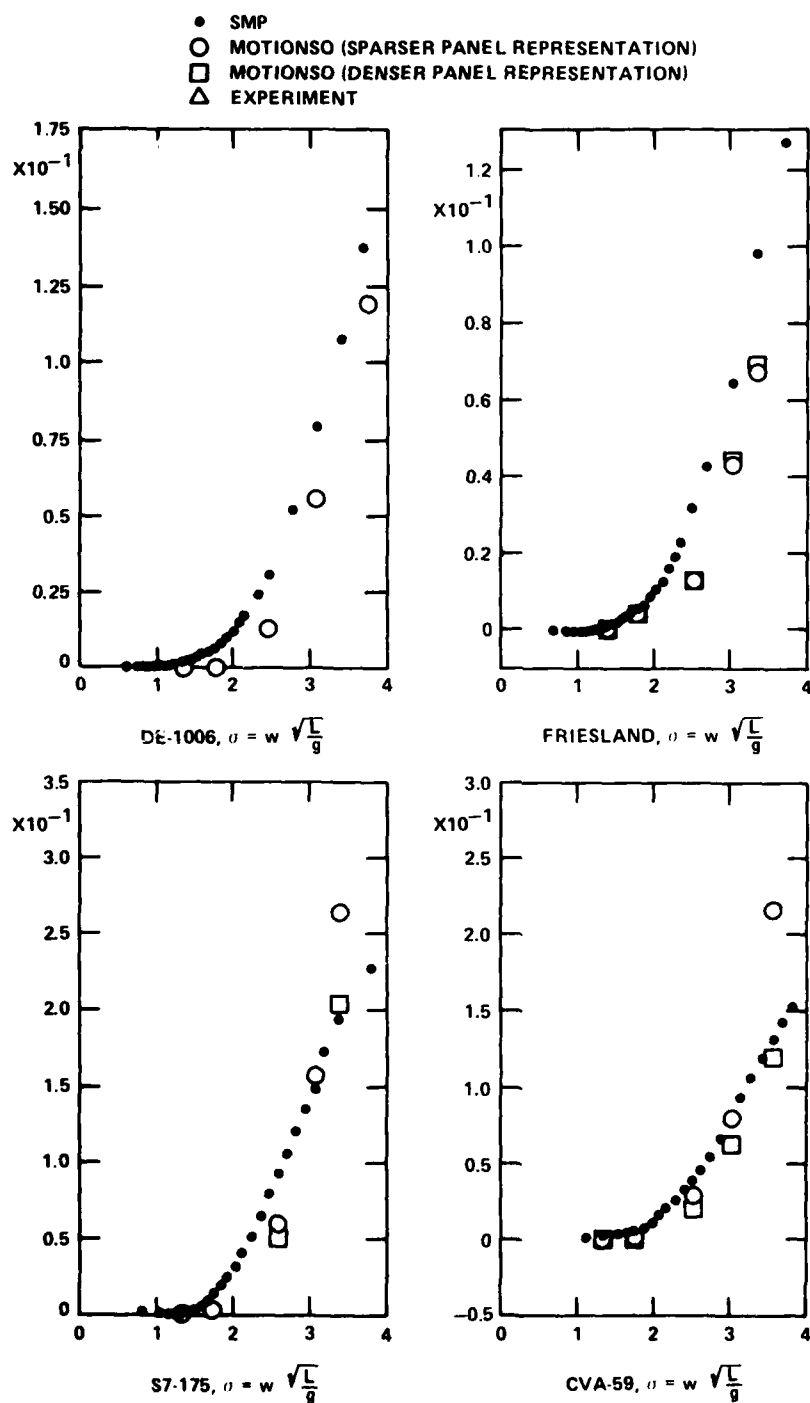 SMP
MOTIONSO (SPARSER PANEL REPRESENTATION)
MOTIONSO (DENSER PANEL REPRESENTATION)
EXPERIMENT
1.75
X10⁻¹
1.50
1.25
1.0
0.75
0.5
0.25
0
0 1 2 3 4
DE-1006, σ = w √L/g
1.2
X10⁻¹
1.0
0.8
0.6
0.4
0.2
0
0 1 2 3 4
FRIESLAND, σ = w √L/g
3.5
X10⁻¹
3.0
2.5
2.0
1.5
1.0
0.5
0
0 1 2 3 4
S7-175, σ = w √L/g
3.0
X10⁻¹
2.5
2.0
1.5
1.0
0.5
0
−0.5
0 1 2 3 4
CVA-59, σ = w √L/g